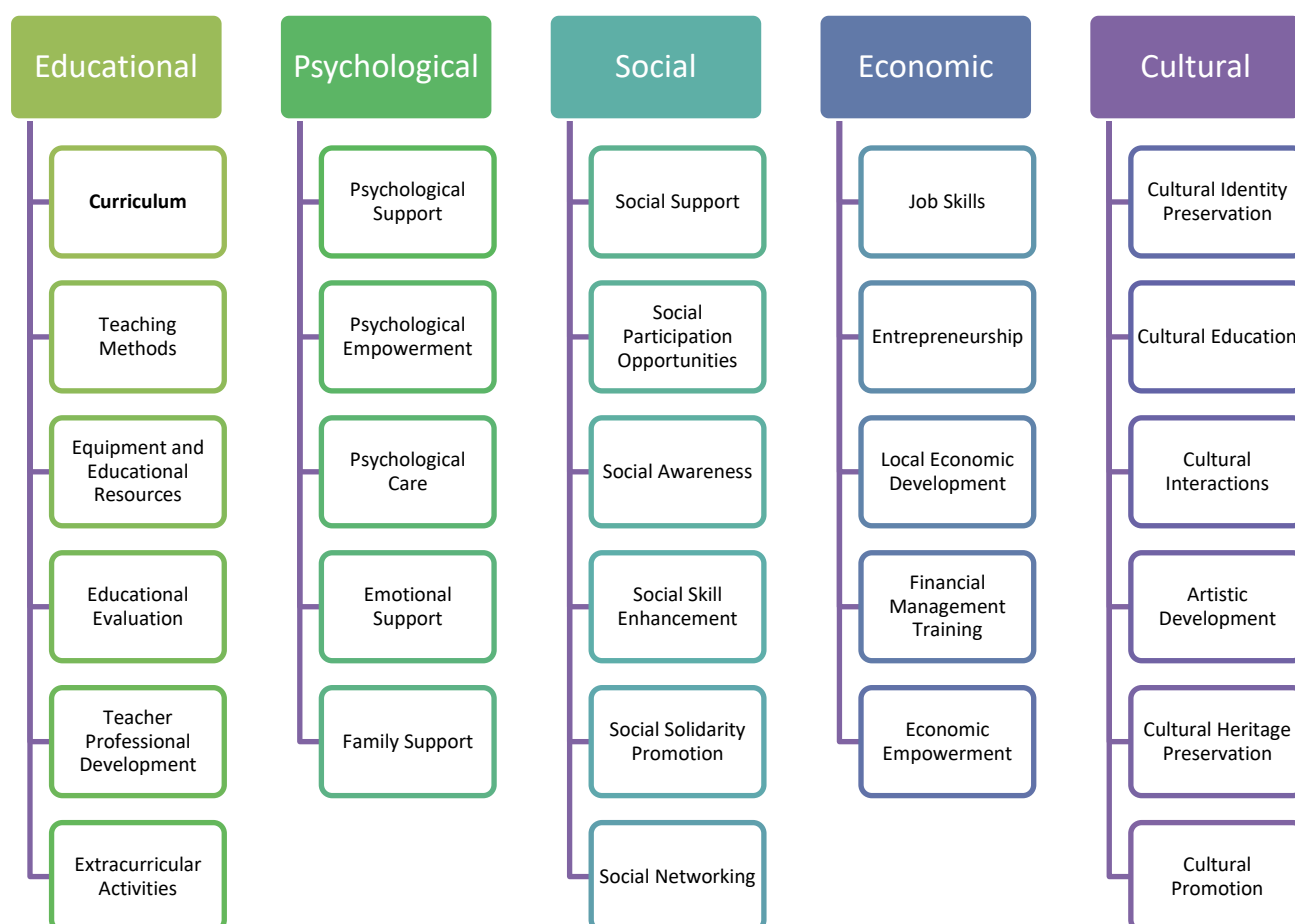 Educational
Curriculum
Teaching
Methods
Equipment and
Educational
Resources
Educational
Evaluation
Teacher
Professional
Development
Extracurricular
Activities
Psychological
Psychological
Support
Psychological
Empowerment
Psychological
Care
Emotional
Support
Family Support
Social
Social Support
Social
Participation
Opportunities
Social Awareness
Social Skill
Enhancement
Social Solidarity
Promotion
Social Networking
Economic
Job Skills
Entrepreneurship
Local Economic
Development
Financial
Management
Training
Economic
Empowerment
Cultural
Cultural Identity
Preservation
Cultural Education
Cultural
Interactions
Artistic
Development
Cultural Heritage
Preservation
Cultural
Promotion